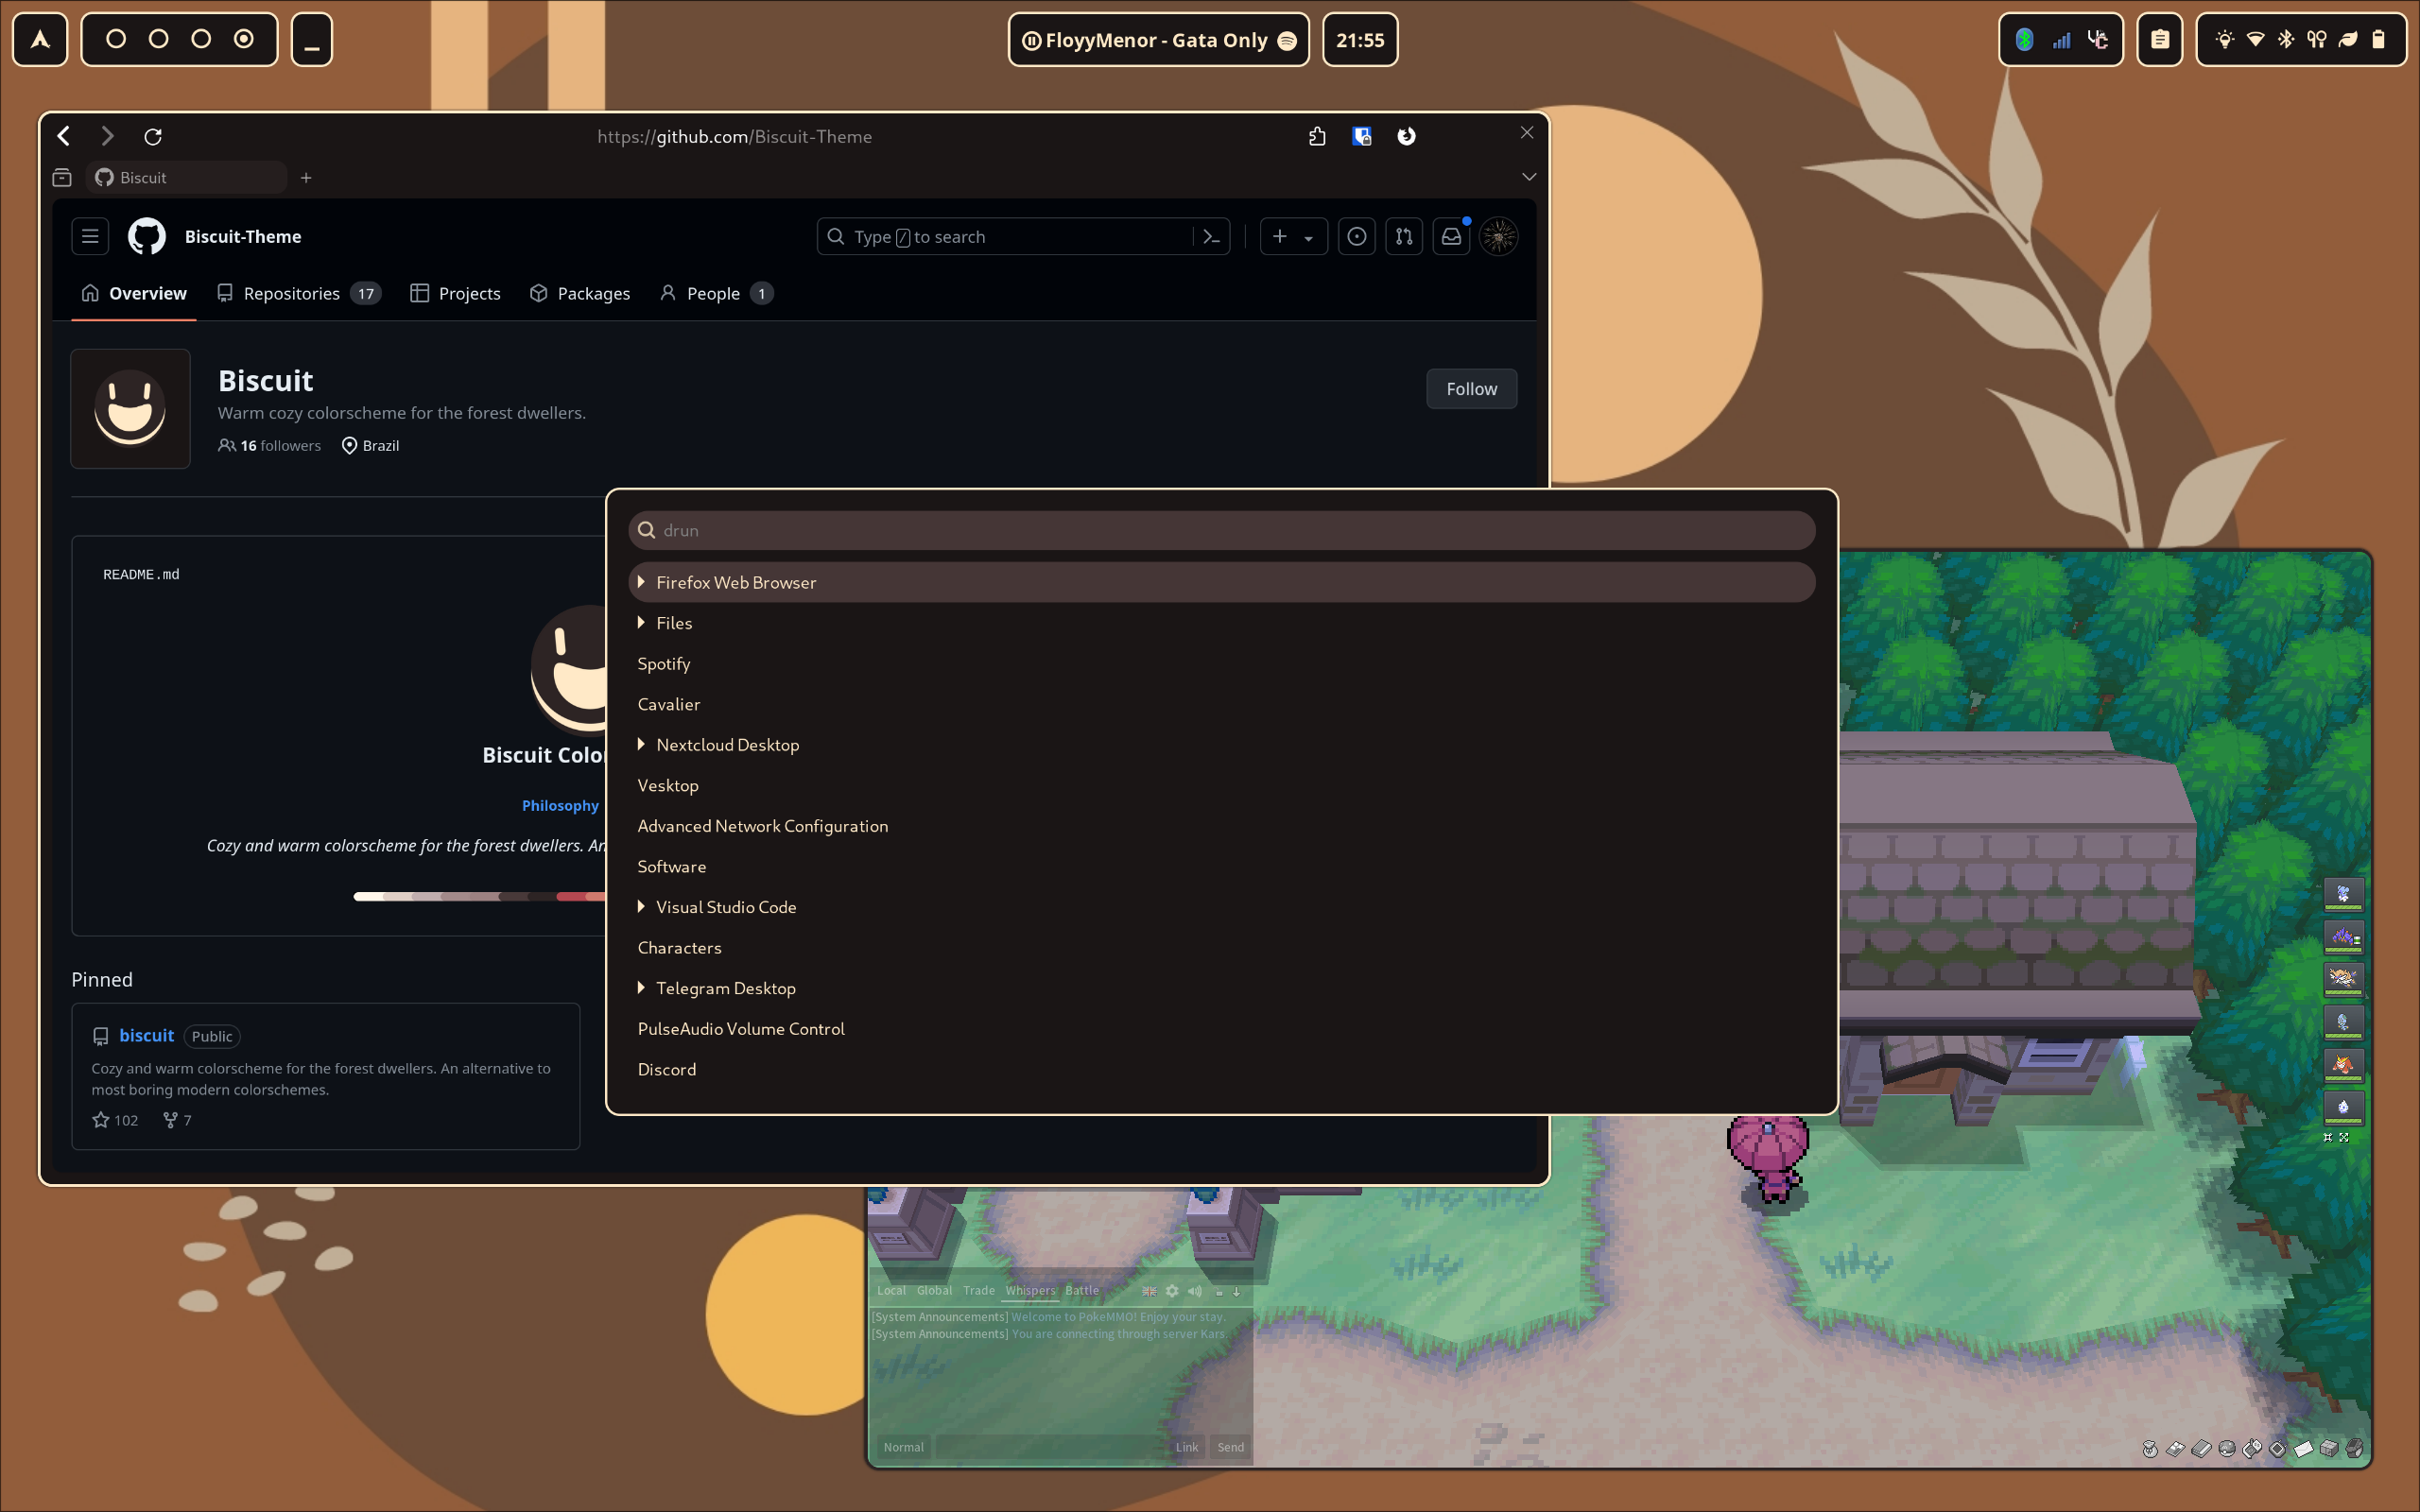 FloyyMenor - Gata Only
21:55
https://github.com/Biscuit-Theme
Biscuit
Biscuit-Theme
Type / to search
Overview
Repositories 17
Projects
Packages
People 1
Biscuit
Warm cozy colorscheme for the forest dwellers.
16 followers
Brazil
Follow
README.md
Biscuit Color
Philosophy
Cozy and warm colorscheme for the forest dwellers. An
Pinned
biscuit Public
Cozy and warm colorscheme for the forest dwellers. An alternative to
most boring modern colorschemes.
102 7
drun
Firefox Web Browser
Files
Spotify
Cavalier
Nextcloud Desktop
Vesktop
Advanced Network Configuration
Software
Visual Studio Code
Characters
Telegram Desktop
PulseAudio Volume Control
Discord
Local Global Trade Whispers Battle
[System Announcements] Welcome to PokeMMO! Enjoy your stay.
[System Announcements] You are connecting through server Kars.
Normal Link Send